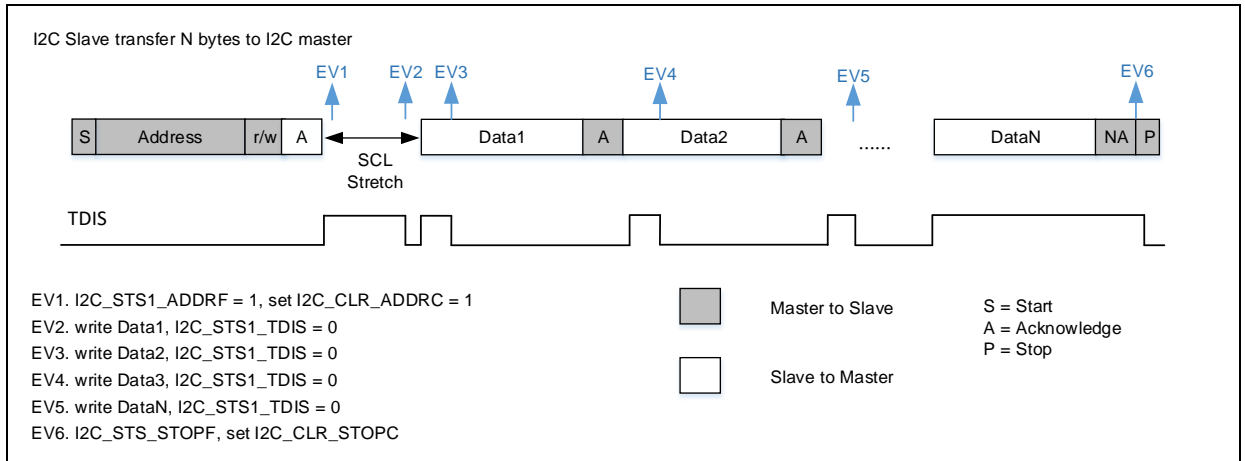 I2C Slave transfer N bytes to I2C master
EV1 EV2 EV3 EV4 EV5 EV6
S Address r/w A Data1 A Data2 A ...... DataN NA P
SCL
Stretch
TDIS
EV1. I2C_STS1_ADDRF = 1, set I2C_CLR_ADDRC = 1
EV2. write Data1, I2C_STS1_TDIS = 0
EV3. write Data2, I2C_STS1_TDIS = 0
EV4. write Data3, I2C_STS1_TDIS = 0
EV5. write DataN, I2C_STS1_TDIS = 0
EV6. I2C_STS_STOPF, set I2C_CLR_STOPC
Master to Slave
Slave to Master
S = Start
A = Acknowledge
P = Stop